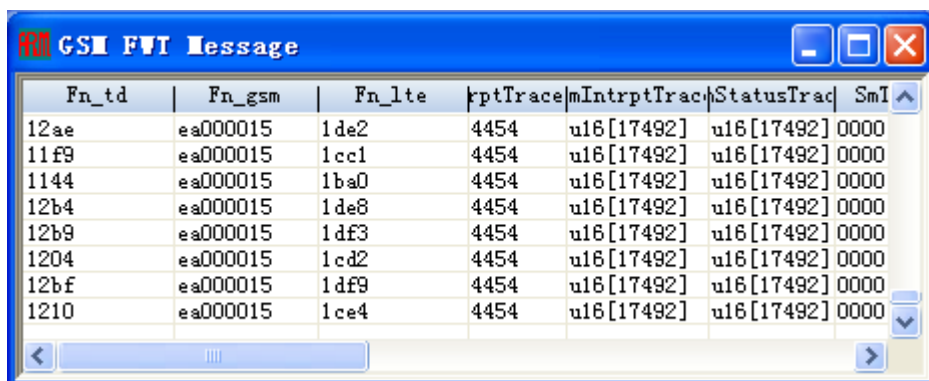 ARM GSM FWT Message
Fn_td Fn_gsm Fn_lte rptTrace mIntrptTrac nStatusTrac SmI
12ae ea000015 1de2 4454 u16[17492] u16[17492] 0000
11f9 ea000015 1cc1 4454 u16[17492] u16[17492] 0000
1144 ea000015 1ba0 4454 u16[17492] u16[17492] 0000
12b4 ea000015 1de8 4454 u16[17492] u16[17492] 0000
12b9 ea000015 1df3 4454 u16[17492] u16[17492] 0000
1204 ea000015 1cd2 4454 u16[17492] u16[17492] 0000
12bf ea000015 1df9 4454 u16[17492] u16[17492] 0000
1210 ea000015 1ce4 4454 u16[17492] u16[17492] 0000